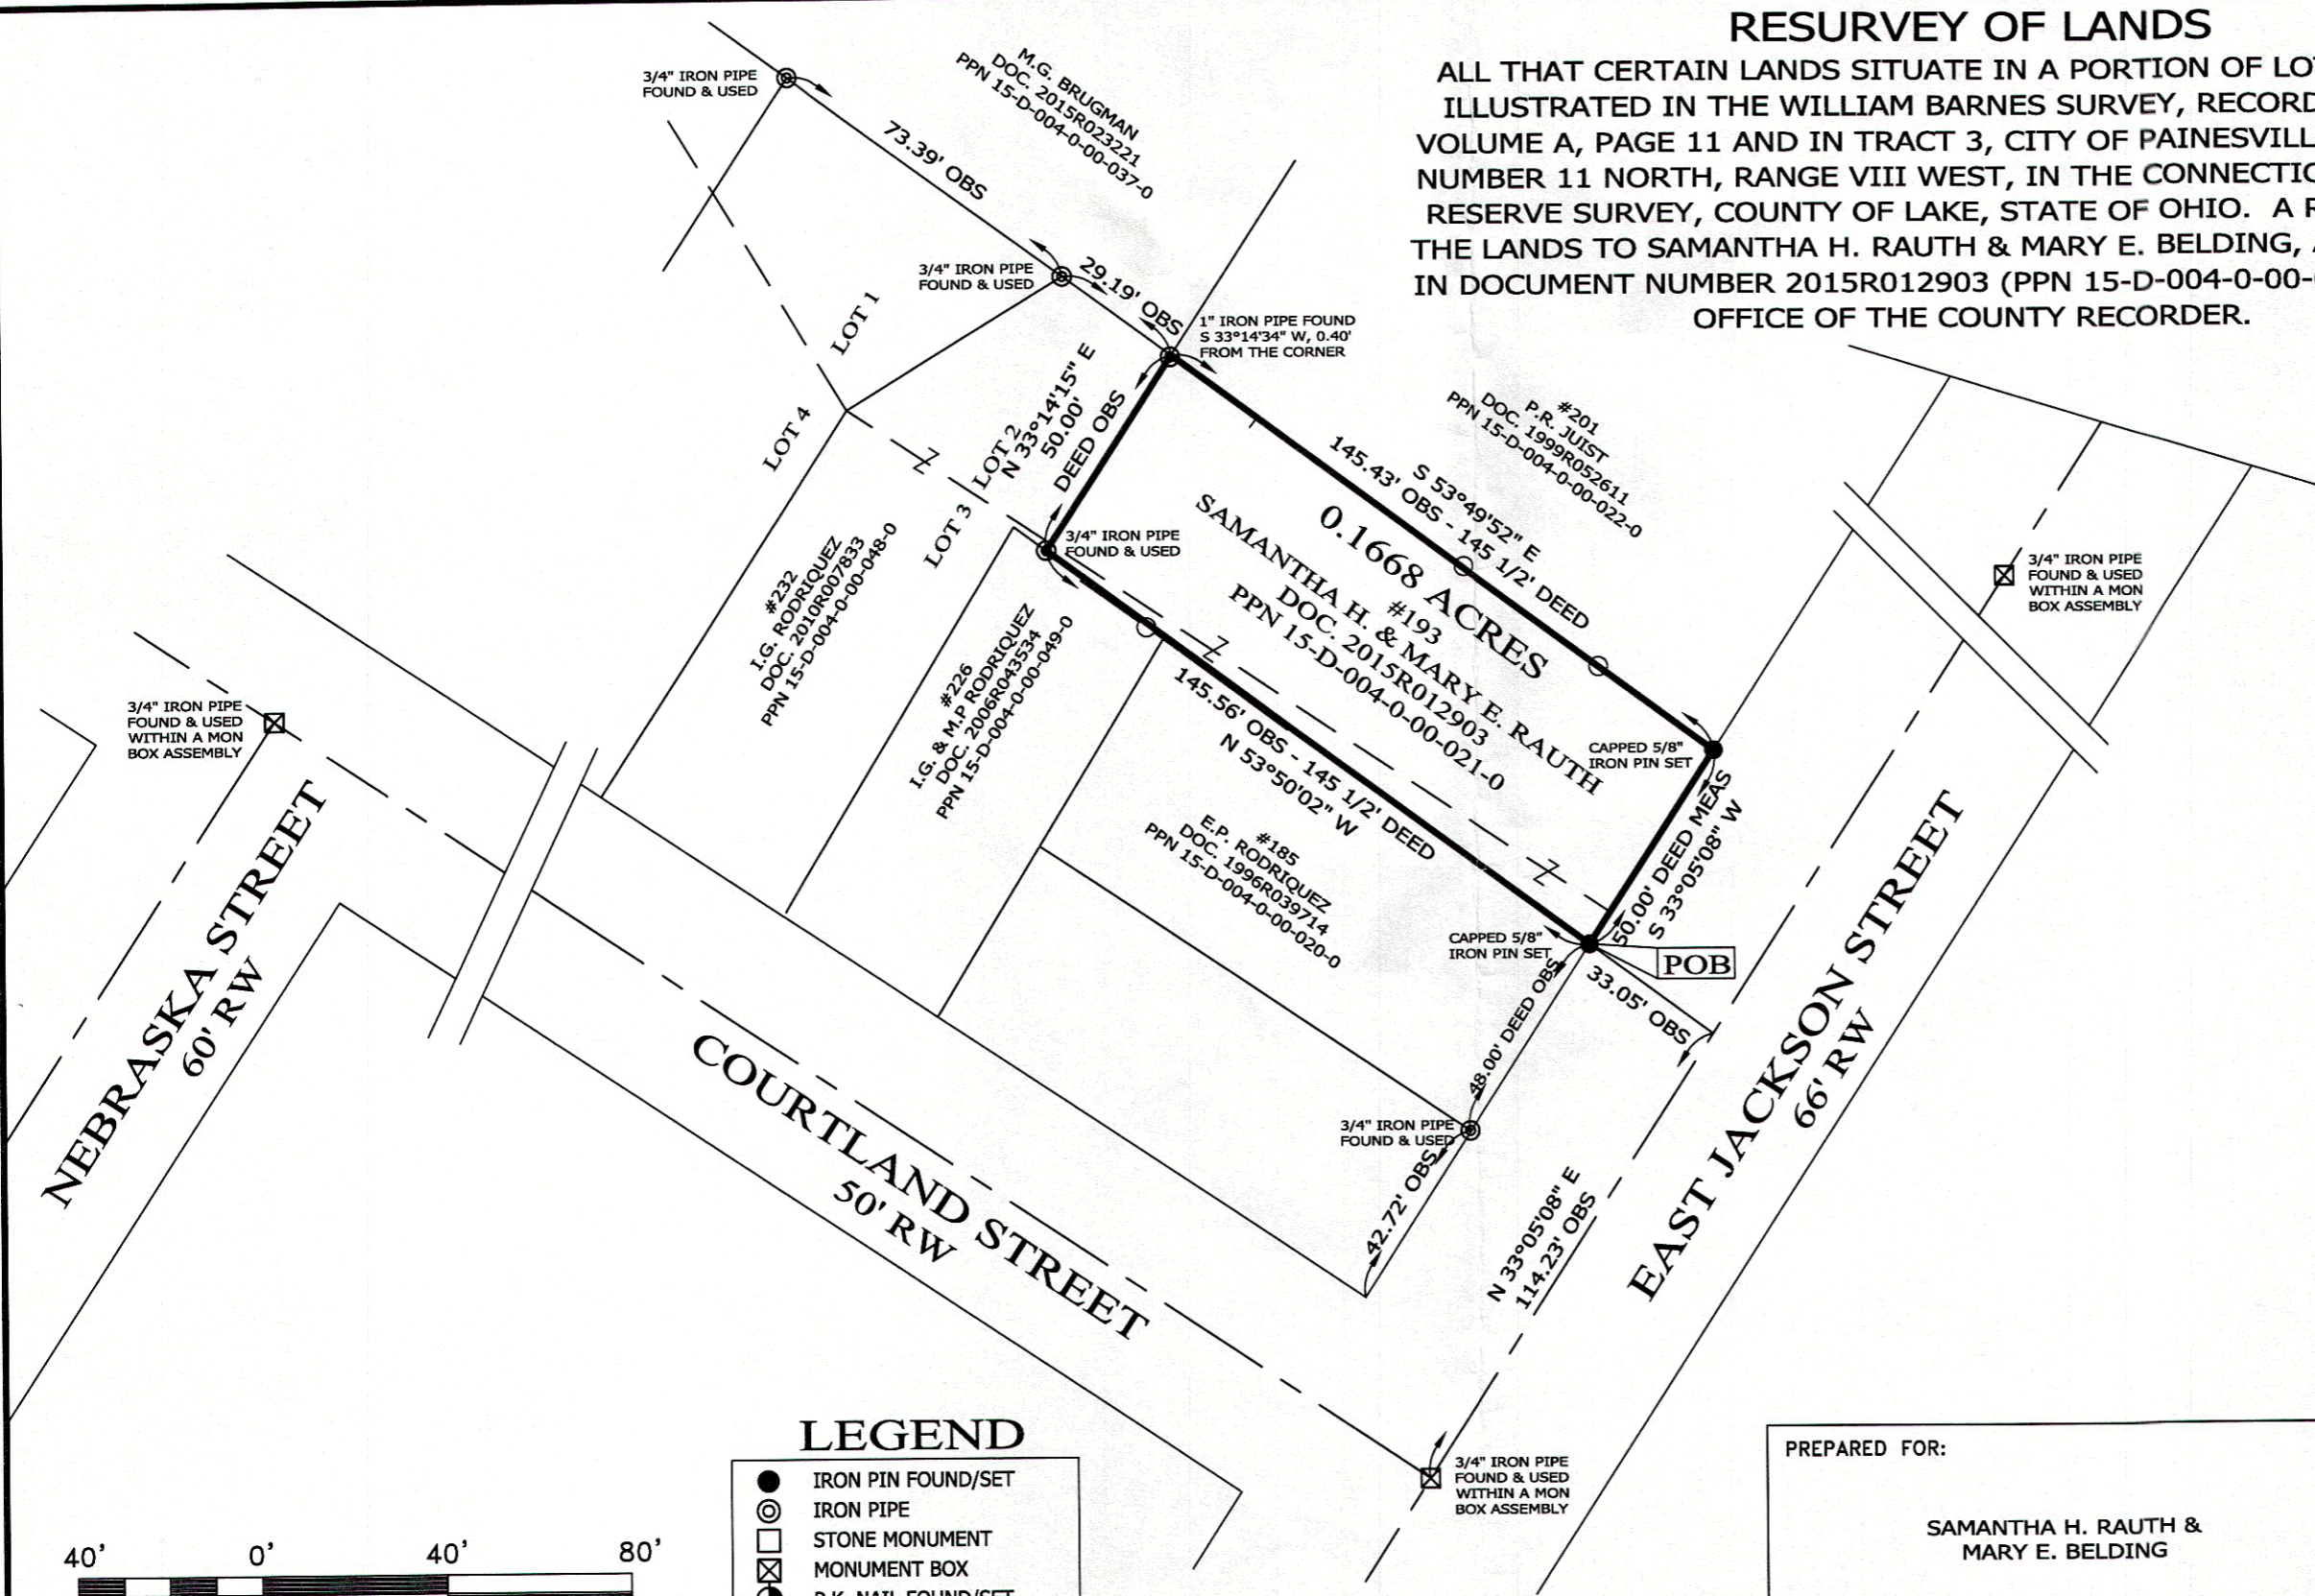 RESURVEY OF LANDS
ALL THAT CERTAIN LANDS SITUATE IN A PORTION OF
ILLUSTRATED IN THE WILLIAM BARNES SURVEY,
VOLUME A, PAGE 11 AND IN TRACT 3, CITY OF
NUMBER 11 NORTH, RANGE VIII WEST, IN THE
RESERVE SURVEY, COUNTY OF LAKE, STATE OF OHIO. A
THE LANDS TO SAMANTHA H. RAUTH & MARY E. BELDING,
IN DOCUMENT NUMBER 2015R012903 (PPN 15-D-004-0-00-
OFFICE OF THE COUNTY RECORDER.
3/4" IRON PIPE
FOUND & USED
M.G. BRUGMAN
DOC. 2015R023221
PPN 15-D-004-0-00-037-0
73.39' OBS
3/4" IRON PIPE
FOUND & USED
29.19' OBS
1" IRON PIPE FOUND
S 33°14'34" W, 0.40'
FROM THE CORNER
LOT 1
LOT 4
LOT 2
LOT 3
N 33°14'15" E
50.00'
DEED OBS
#201
P.R. JUIST
DOC. 1999R052611
PPN 15-D-004-0-00-022-0
S 53°49'52" E
145.43' OBS - 145 1/2' DEED
0.1668 ACRES
#193
SAMANTHA H. & MARY E. RAUTH
DOC. 2015R012903
PPN 15-D-004-0-00-021-0
3/4" IRON PIPE
FOUND & USED
3/4" IRON PIPE
FOUND & USED
WITHIN A MON
BOX ASSEMBLY
#232
I.G. RODRIQUEZ
DOC. 2010R007833
PPN 15-D-004-0-00-048-0
#226
I.G. & M.P RODRIQUEZ
DOC. 2006R043534
PPN 15-D-004-0-00-049-0
145.56' OBS - 145 1/2' DEED
N 53°50'02" W
3/4" IRON PIPE
FOUND & USED
WITHIN A MON
BOX ASSEMBLY
CAPPED 5/8"
IRON PIN SET
50.00' DEED MEAS
S 33°05'08" W
#185
E.P. RODRIQUEZ
DOC. 1996R039714
PPN 15-D-004-0-00-020-0
CAPPED 5/8"
IRON PIN SET
POB
33.05' OBS
48.00' DEED OBS
3/4" IRON PIPE
FOUND & USED
42.72' OBS
N 33°05'08" E
114.23' OBS
NEBRASKA STREET
60' RW
COURTLAND STREET
50' RW
EAST JACKSON STREET
66' RW
3/4" IRON PIPE
FOUND & USED
WITHIN A MON
BOX ASSEMBLY
LEGEND
IRON PIN FOUND/SET
IRON PIPE
STONE MONUMENT
MONUMENT BOX
P.K. NAIL FOUND/SET
40' 0' 40' 80'
PREPARED FOR:
SAMANTHA H. RAUTH &
MARY E. BELDING